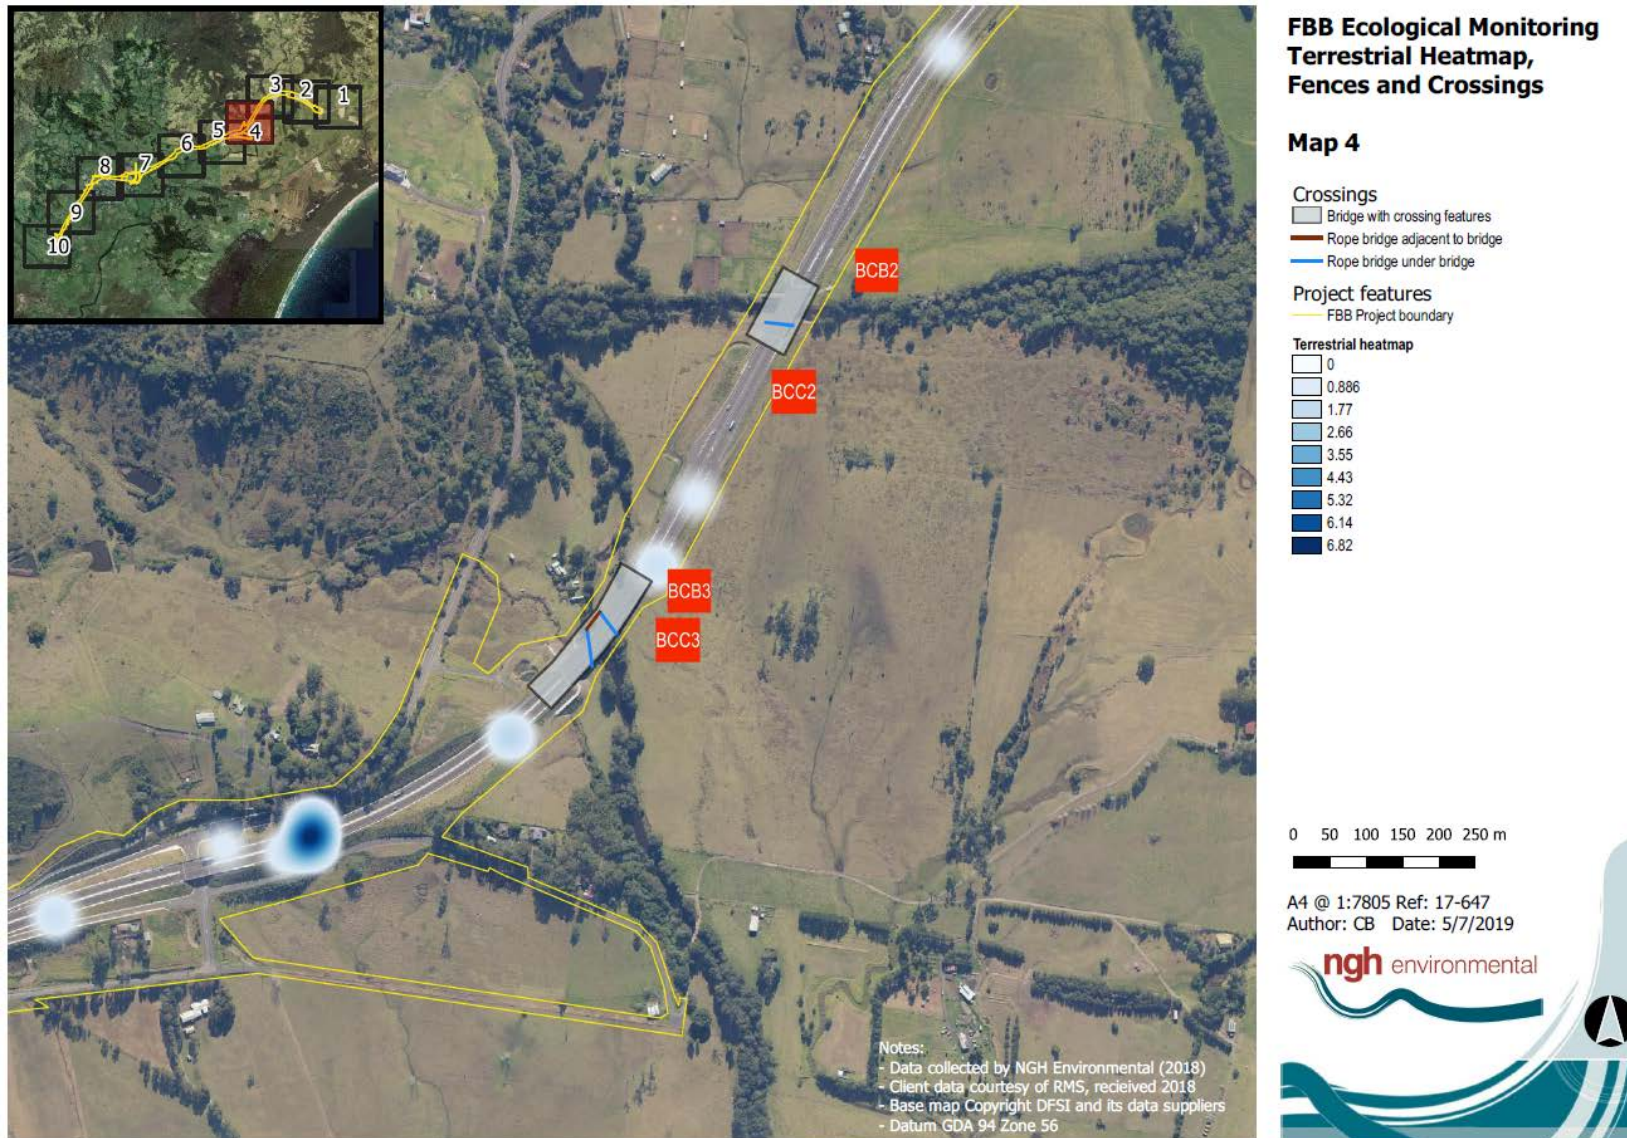 FBB Ecological Monitoring
Terrestrial Heatmap,
Fences and Crossings
Map 4
Crossings
Bridge with crossing features
Rope bridge adjacent to bridge
Rope bridge under bridge
Project features
FBB Project boundary
Terrestrial heatmap
0
0.886
1.77
2.66
3.55
4.43
5.32
6.14
6.82
1
2
3
4
5
6
7
8
9
10
BCB2
BCC2
BCB3
BCC3
0 50 100 150 200 250 m
A4 @ 1:7805 Ref: 17-647
Author: CB Date: 5/7/2019
ngh environmental
Notes:
- Data collected by NGH Environmental (2018)
- Client data courtesy of RMS, recieived 2018
- Base map Copyright DFSI and its data suppliers
- Datum GDA 94 Zone 56